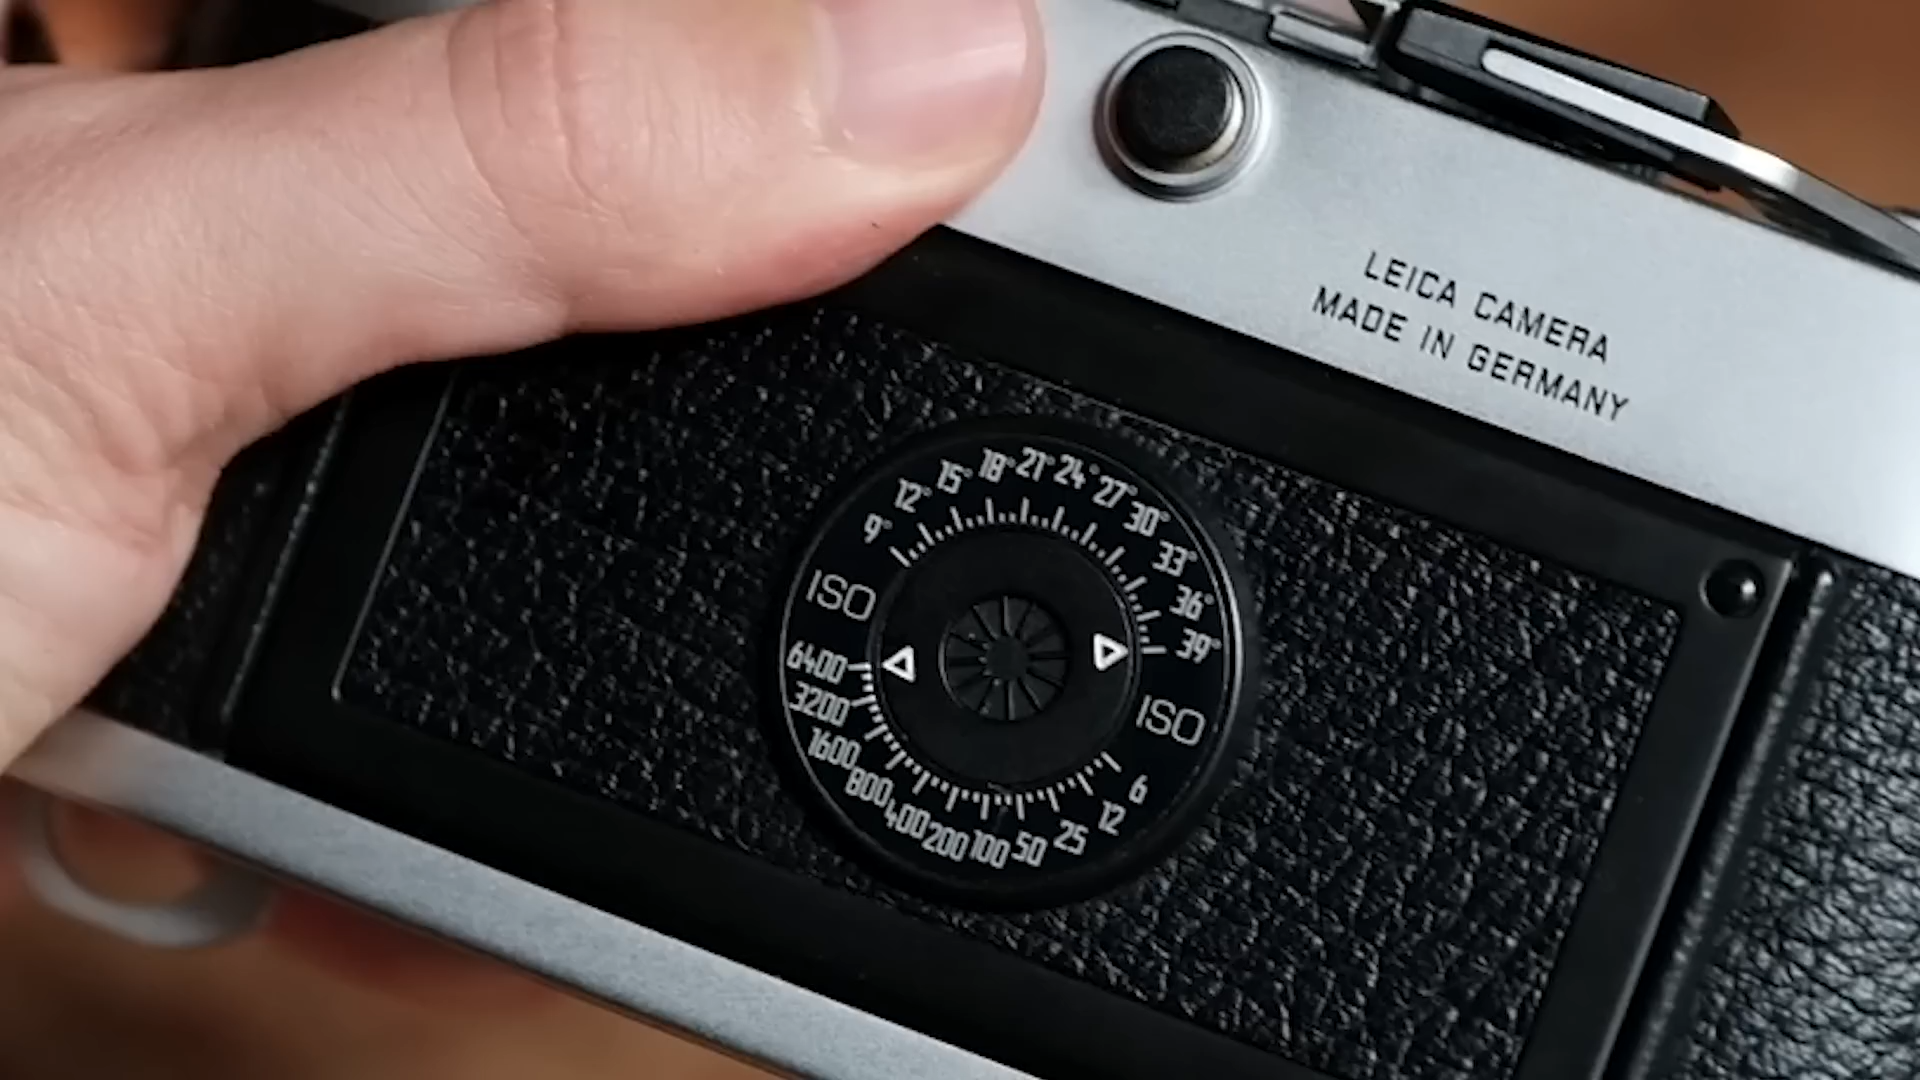 LEICA CAMERA
MADE IN GERMANY
ISO 9° 12° 15° 18° 21° 24° 27° 30° 33° 36° 39°
ISO 6 12 25 50 100 200 400 800 1600 3200 6400